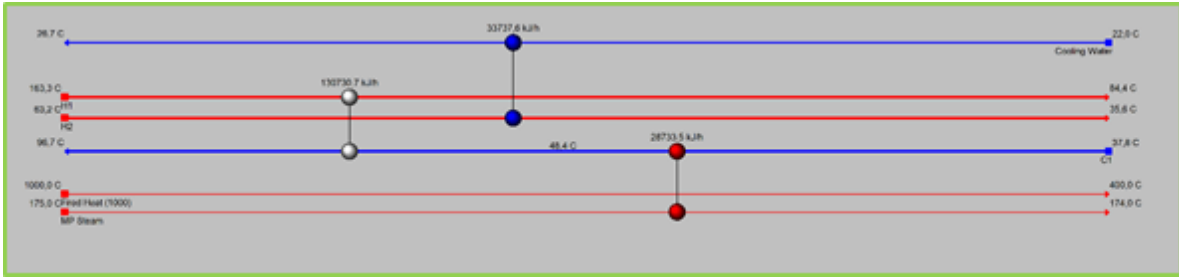 33737,6 kJ/h
26,7 C
22,0 C
Cooling Water
130730,7 kJ/h
163,3 C
84,4 C
H1
63,2 C
35,6 C
H2
28733,5 kJ/h
96,7 C
48,4 C
37,8 C
C1
1000,0 C
400,0 C
Fired Heat (1000)
175,0 C
174,0 C
MP Steam